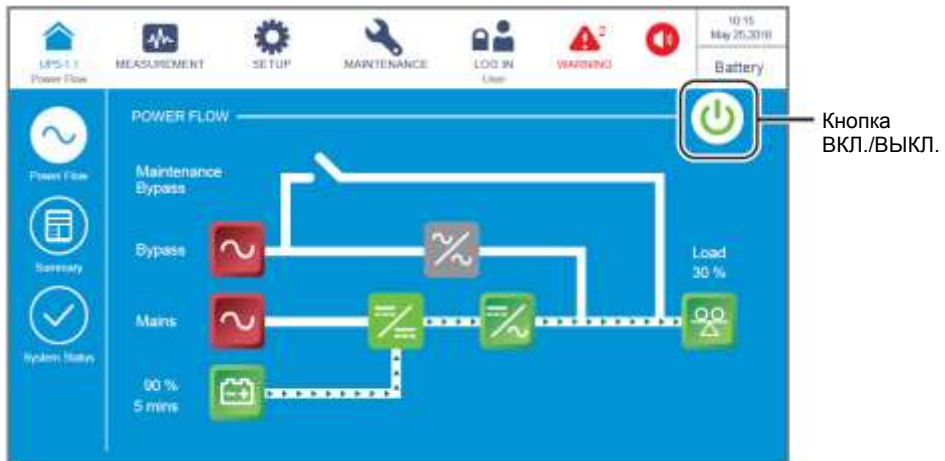 10:15
May 25,2018
UPS-1.1
MEASUREMENT
SETUP
MAINTENANCE
LOG IN
WARNING
2
Battery
Power Flow
User
POWER FLOW
Кнопка
ВКЛ./ВЫКЛ.
Power Flow
Maintenance
Bypass
Bypass
Load
30 %
Summary
Mains
System Status
90 %
5 mins